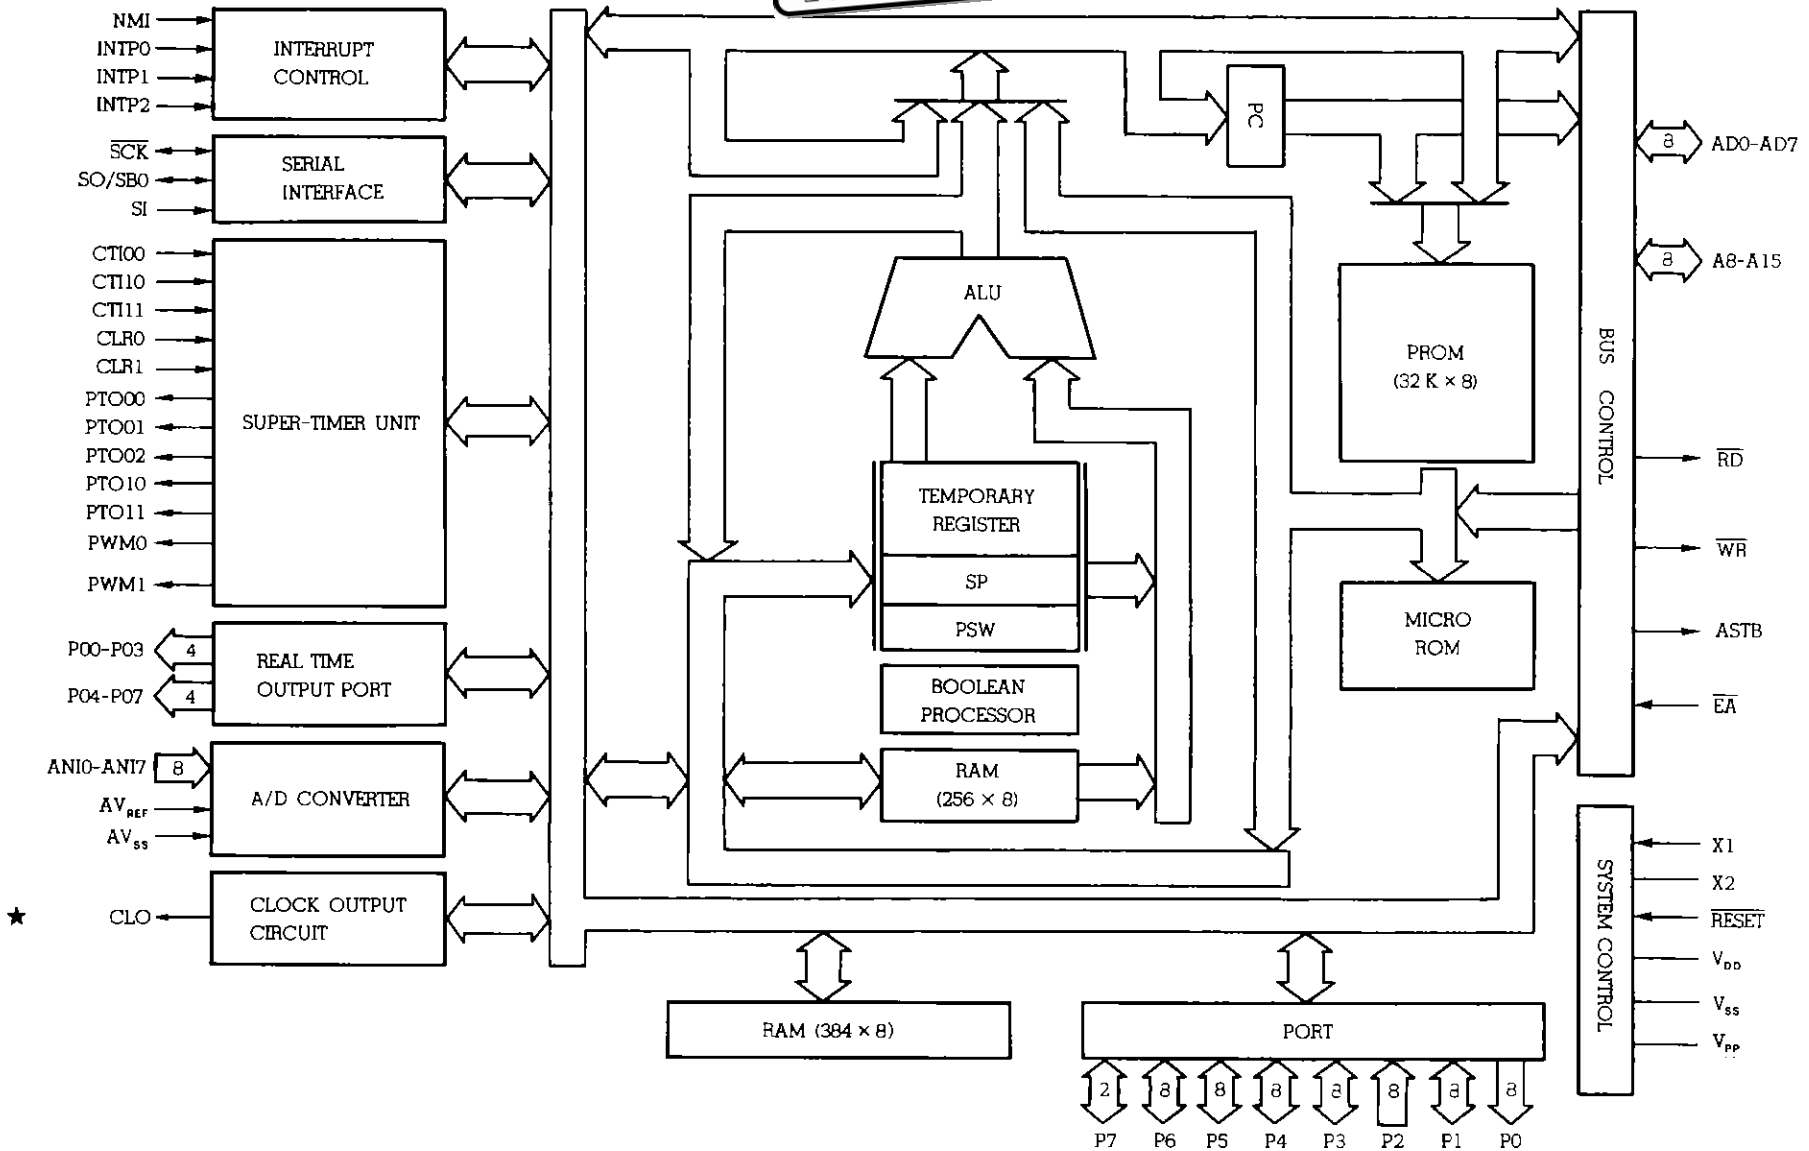 NMI
INTP0
INTP1
INTP2
INTERRUPT
CONTROL
SCK
SO/SB0
SI
SERIAL
INTERFACE
CTI00
CTI10
CTI11
CLR0
CLR1
PTO00
PTO01
PTO02
PTO10
PTO11
PWM0
PWM1
SUPER-TIMER UNIT
P00-P03
4
P04-P07
4
REAL TIME
OUTPUT PORT
ANI0-ANI7
8
AVREF
AVSS
A/D CONVERTER
★ CLO
CLOCK OUTPUT
CIRCUIT
PC
ALU
TEMPORARY
REGISTER
SP
PSW
BOOLEAN
PROCESSOR
RAM
(256 × 8)
PROM
(32 K × 8)
MICRO
ROM
BUS CONTROL
8
AD0-AD7
8
A8-A15
RD
WR
ASTB
EA
SYSTEM CONTROL
X1
X2
RESET
VDD
VSS
VPP
RAM (384 × 8)
PORT
2 8 8 8 8 8 8 8
P7 P6 P5 P4 P3 P2 P1 P0